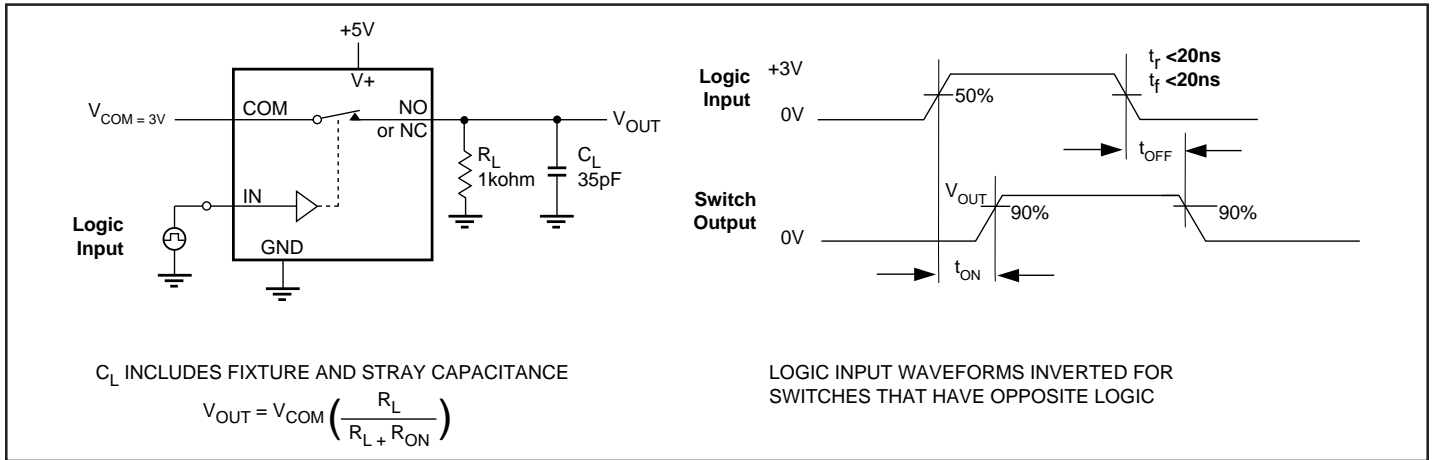 +5V
V+
V_COM = 3V
COM
NO
or NC
V_OUT
R_L
1kohm
C_L
35pF
IN
Logic
Input
GND
C_L INCLUDES FIXTURE AND STRAY CAPACITANCE
V_OUT = V_COM ( R_L / R_L + R_ON )
Logic
Input
+3V
0V
50%
t_r <20ns
t_f <20ns
t_OFF
Switch
Output
V_OUT
0V
90%
90%
t_ON
LOGIC INPUT WAVEFORMS INVERTED FOR
SWITCHES THAT HAVE OPPOSITE LOGIC